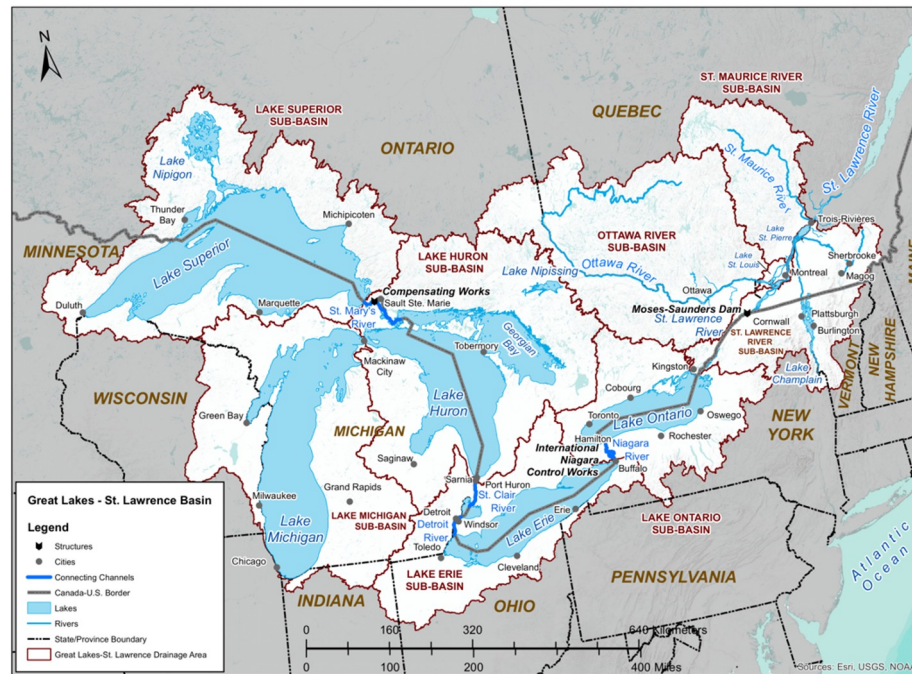 N
ST. MAURICE RIVER
SUB-BASIN
QUEBEC
LAKE SUPERIOR
SUB-BASIN
ONTARIO
St. Maurice River
St. Lawrence River
Lake
Nipigon
Thunder
Bay
Michipicoten
Trois-Rivières
MINNESOTA
Lake Superior
LAKE HURON
SUB-BASIN
OTTAWA RIVER
SUB-BASIN
Lake
St. Pierre
Lake
St. Louis
Sherbrooke
Lake Nipissing
Ottawa River
Montreal
Magog
Ottawa
Duluth
Marquette
Compensating Works
Sault Ste. Marie
St. Mary's
River
Moses-Saunders Dam
St. Lawrence
River
Cornwall
ST. LAWRENCE
RIVER
SUB-BASIN
Plattsburgh
Burlington
Georgian
Bay
Tobermory
Mackinaw
City
Kingston
Lake
Champlain
VERMONT
NEW
HAMPSHIRE
WISCONSIN
Green Bay
Lake
Huron
Cobourg
Toronto
Lake Ontario
Oswego
NEW
YORK
MICHIGAN
Hamilton
Niagara
River
Rochester
International
Niagara
Control Works
Buffalo
Saginaw
Sarnia
Port Huron
St. Clair
River
Grand Rapids
Milwaukee
LAKE MICHIGAN
SUB-BASIN
Detroit
Detroit
River
Windsor
Lake Erie
Erie
LAKE ONTARIO
SUB-BASIN
Lake
Michigan
Toledo
Cleveland
Chicago
LAKE ERIE
SUB-BASIN
PENNSYLVANIA
Atlantic
Ocean
INDIANA
OHIO
Great Lakes - St. Lawrence Basin
Legend
Structures
Cities
Connecting Channels
Canada-U.S. Border
Lakes
Rivers
State/Province Boundary
Great Lakes-St. Lawrence Drainage Area
0 160 320 640 Kilometers
0 100 200 400 Miles
Sources: Esri, USGS, NOAA